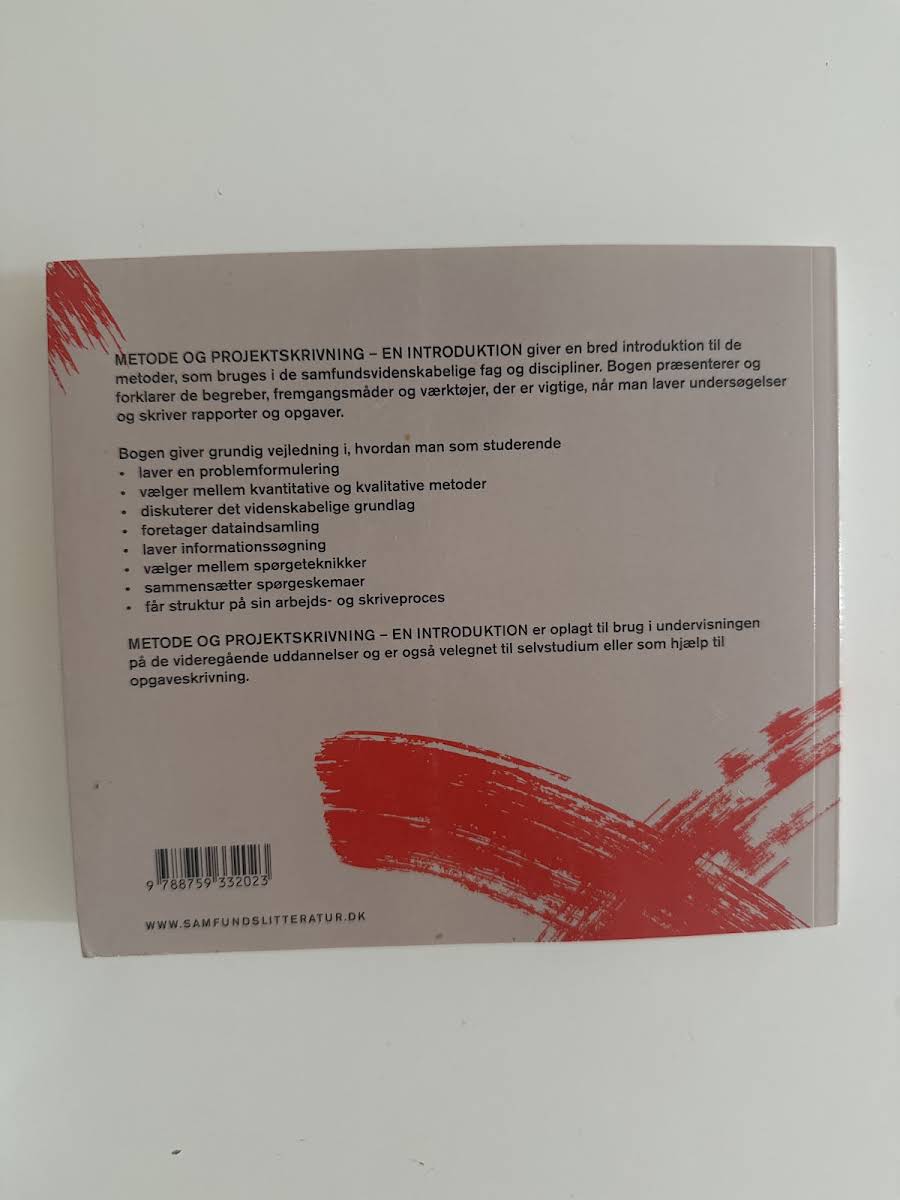 METODE OG PROJEKTSKRIVNING – EN INTRODUKTION giver en bred introduktion til de
metoder, som bruges i de samfundsvidenskabelige fag og discipliner. Bogen præsenterer og
forklarer de begreber, fremgangsmåder og værktøjer, der er vigtige, når man laver undersøgelser
og skriver rapporter og opgaver.
Bogen giver grundig vejledning i, hvordan man som studerende
• laver en problemformulering
• vælger mellem kvantitative og kvalitative metoder
• diskuterer det videnskabelige grundlag
• foretager dataindsamling
• laver informationssøgning
• vælger mellem spørgeteknikker
• sammensætter spørgeskemaer
• får struktur på sin arbejds- og skriveproces
METODE OG PROJEKTSKRIVNING – EN INTRODUKTION er oplagt til brug i undervisningen
på de videregående uddannelser og er også velegnet til selvstudium eller som hjælp til
opgaveskrivning.
9 788759 332023
WWW.SAMFUNDSLITTERATUR.DK